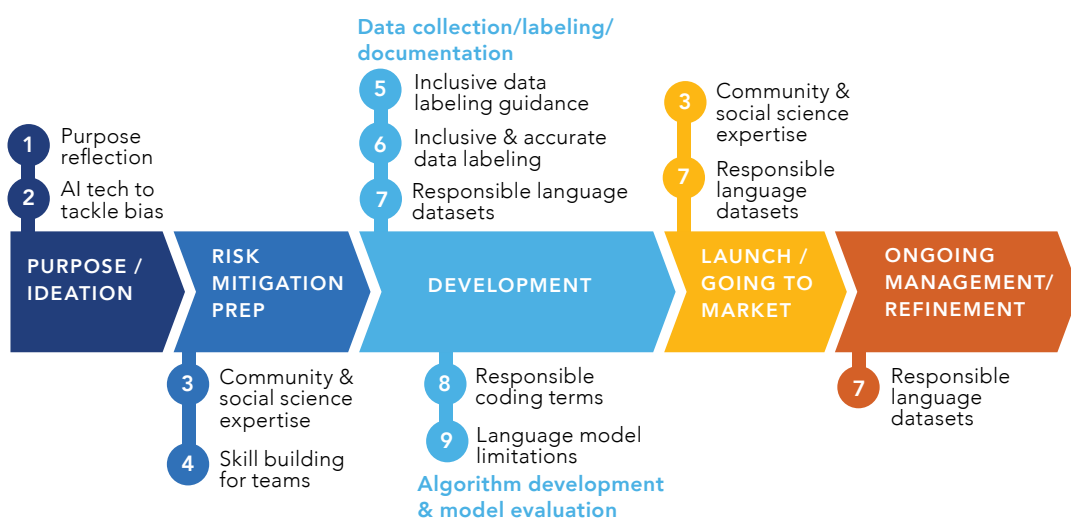 Data collection/labeling/
documentation
5
Inclusive data
labeling guidance
6
Inclusive & accurate
data labeling
7
Responsible language
datasets
3
Community &
social science
expertise
7
Responsible
language
datasets
1
Purpose
reflection
2
AI tech to
tackle bias
PURPOSE /
IDEATION
RISK
MITIGATION
PREP
DEVELOPMENT
LAUNCH /
GOING TO
MARKET
ONGOING
MANAGEMENT/
REFINEMENT
3
Community &
social science
expertise
4
Skill building
for teams
8
Responsible
coding terms
9
Language model
limitations
Algorithm development
& model evaluation
7
Responsible
language
datasets